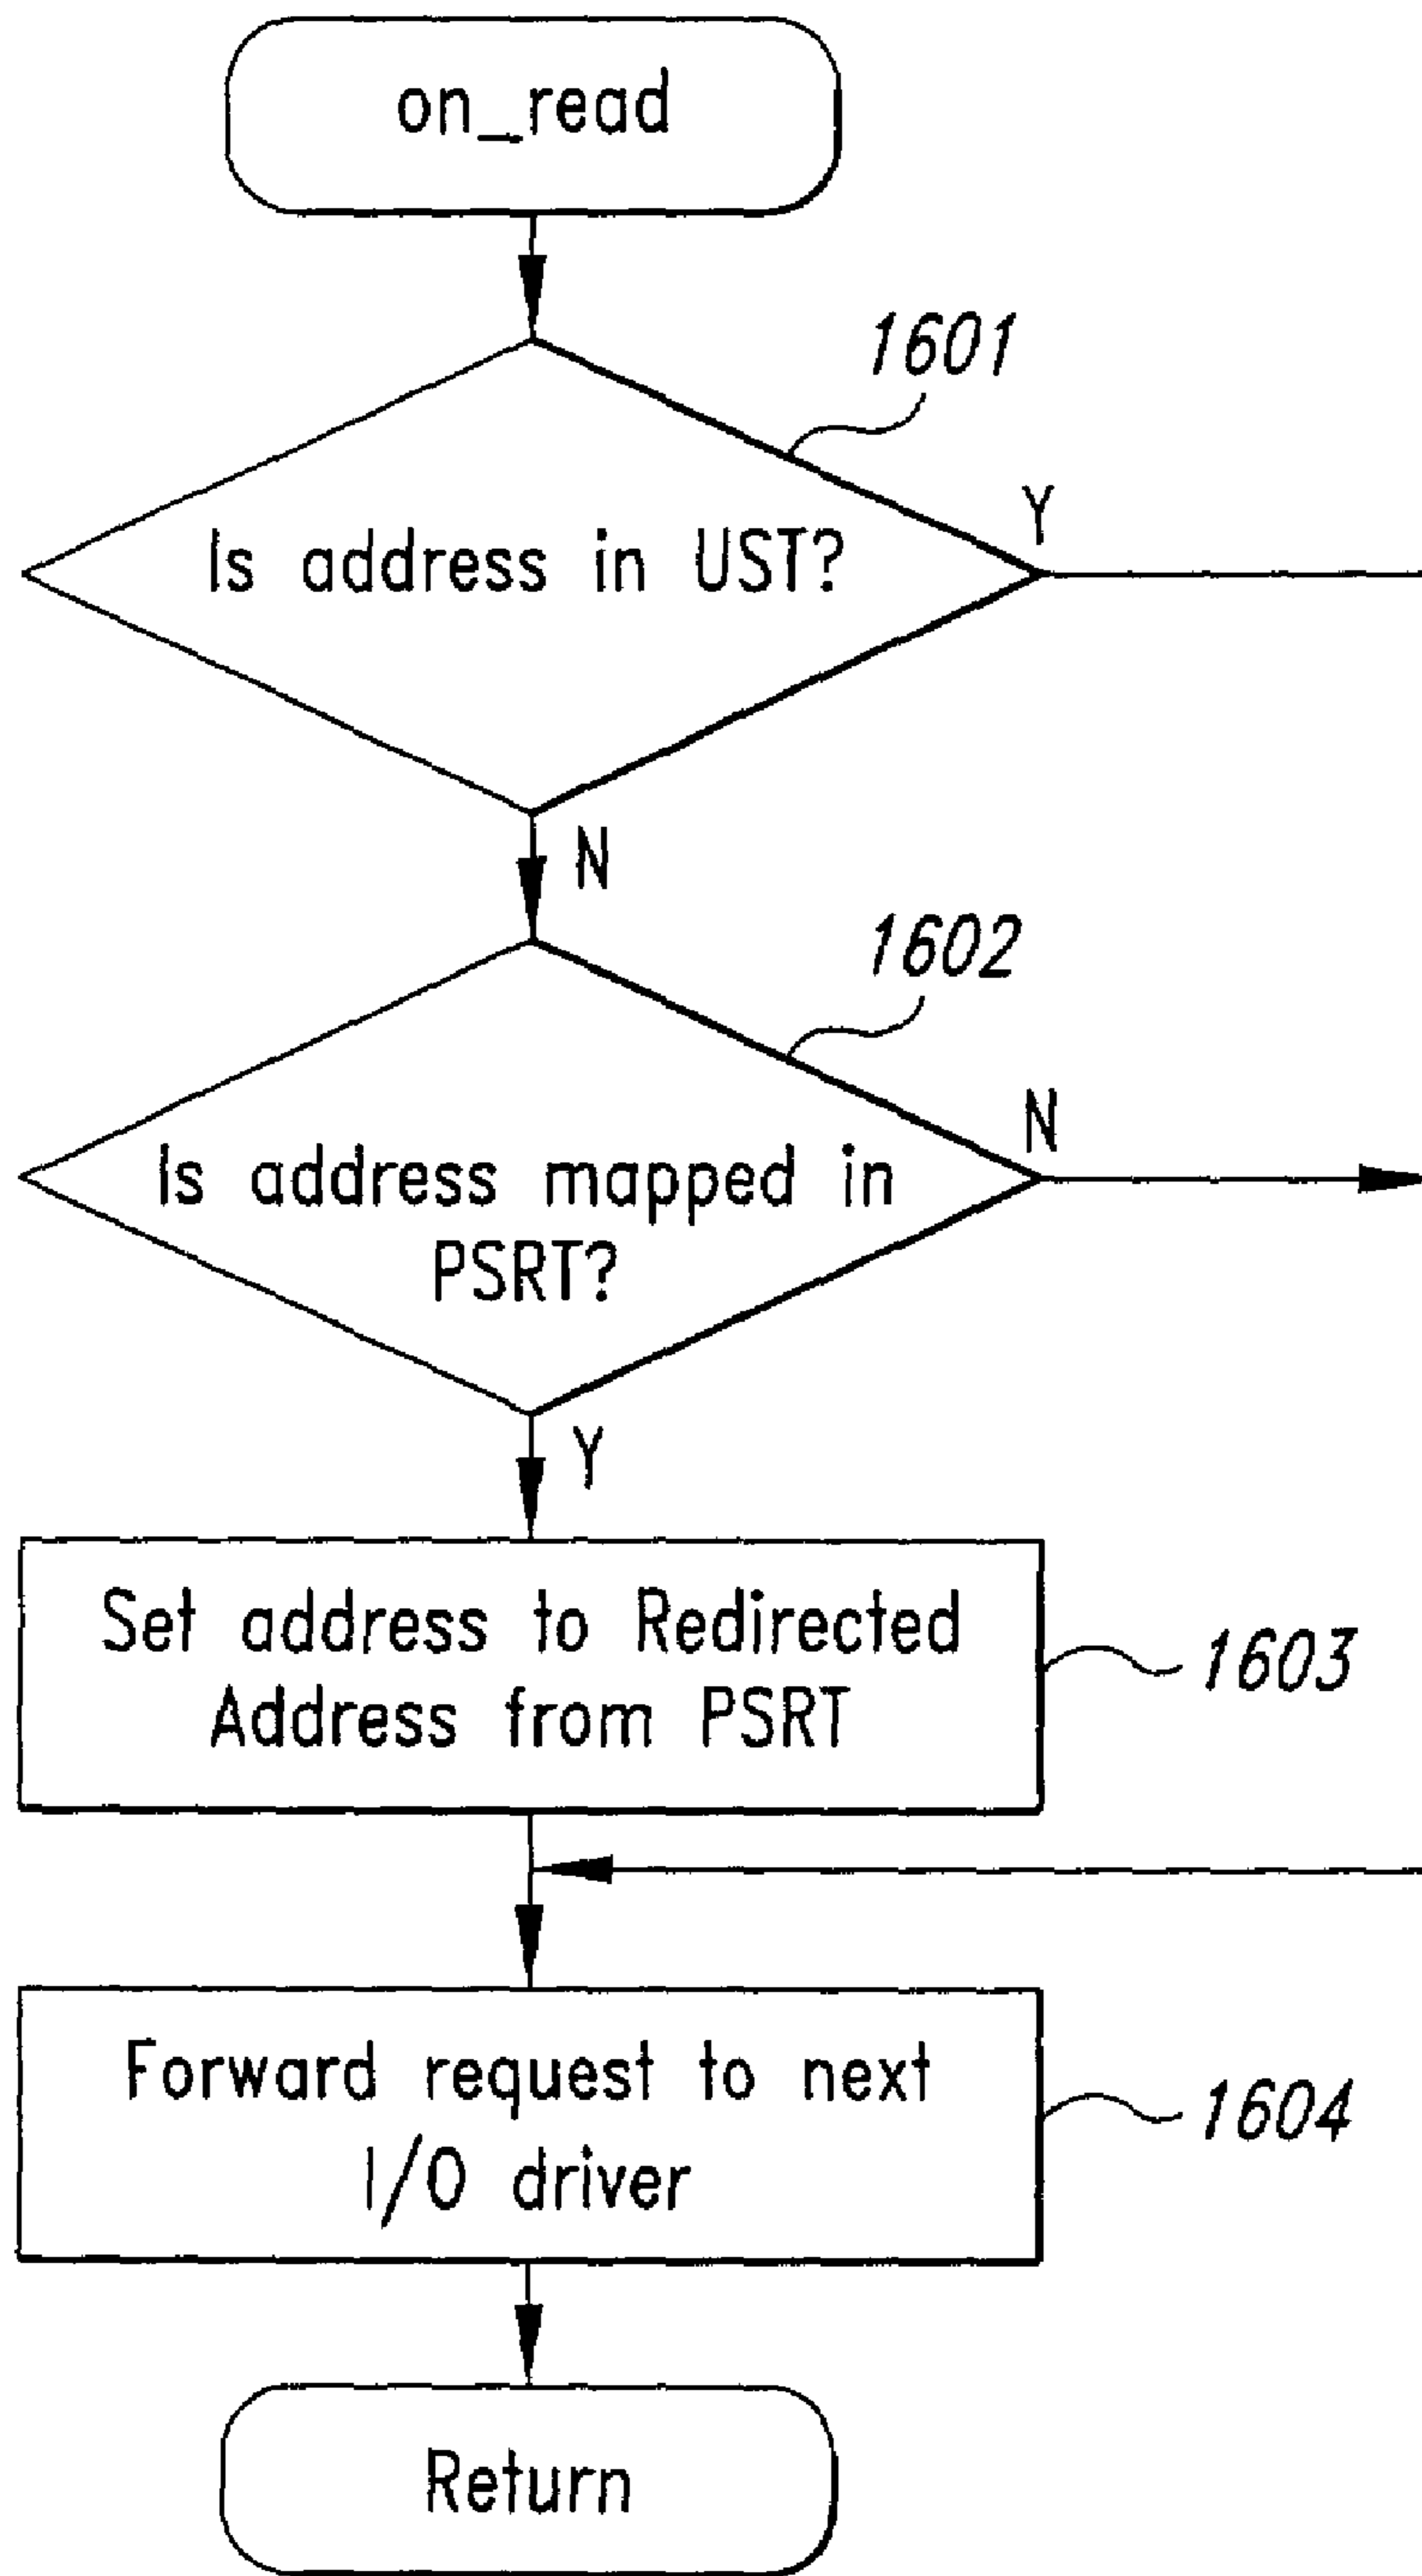 on_read
1601
Is address in UST?
Y
N
1602
Is address mapped in
PSRT?
N
Y
Set address to Redirected
Address from PSRT
1603
Forward request to next
I/O driver
1604
Return